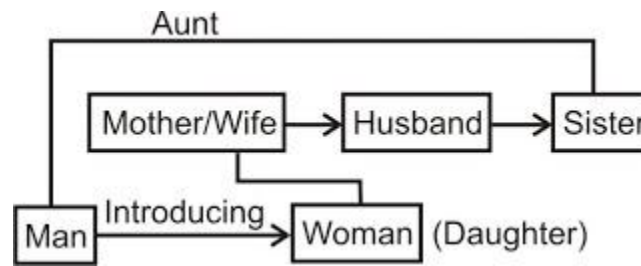 Aunt
Mother/Wife Husband Sister
Introducing
Man Woman (Daughter)